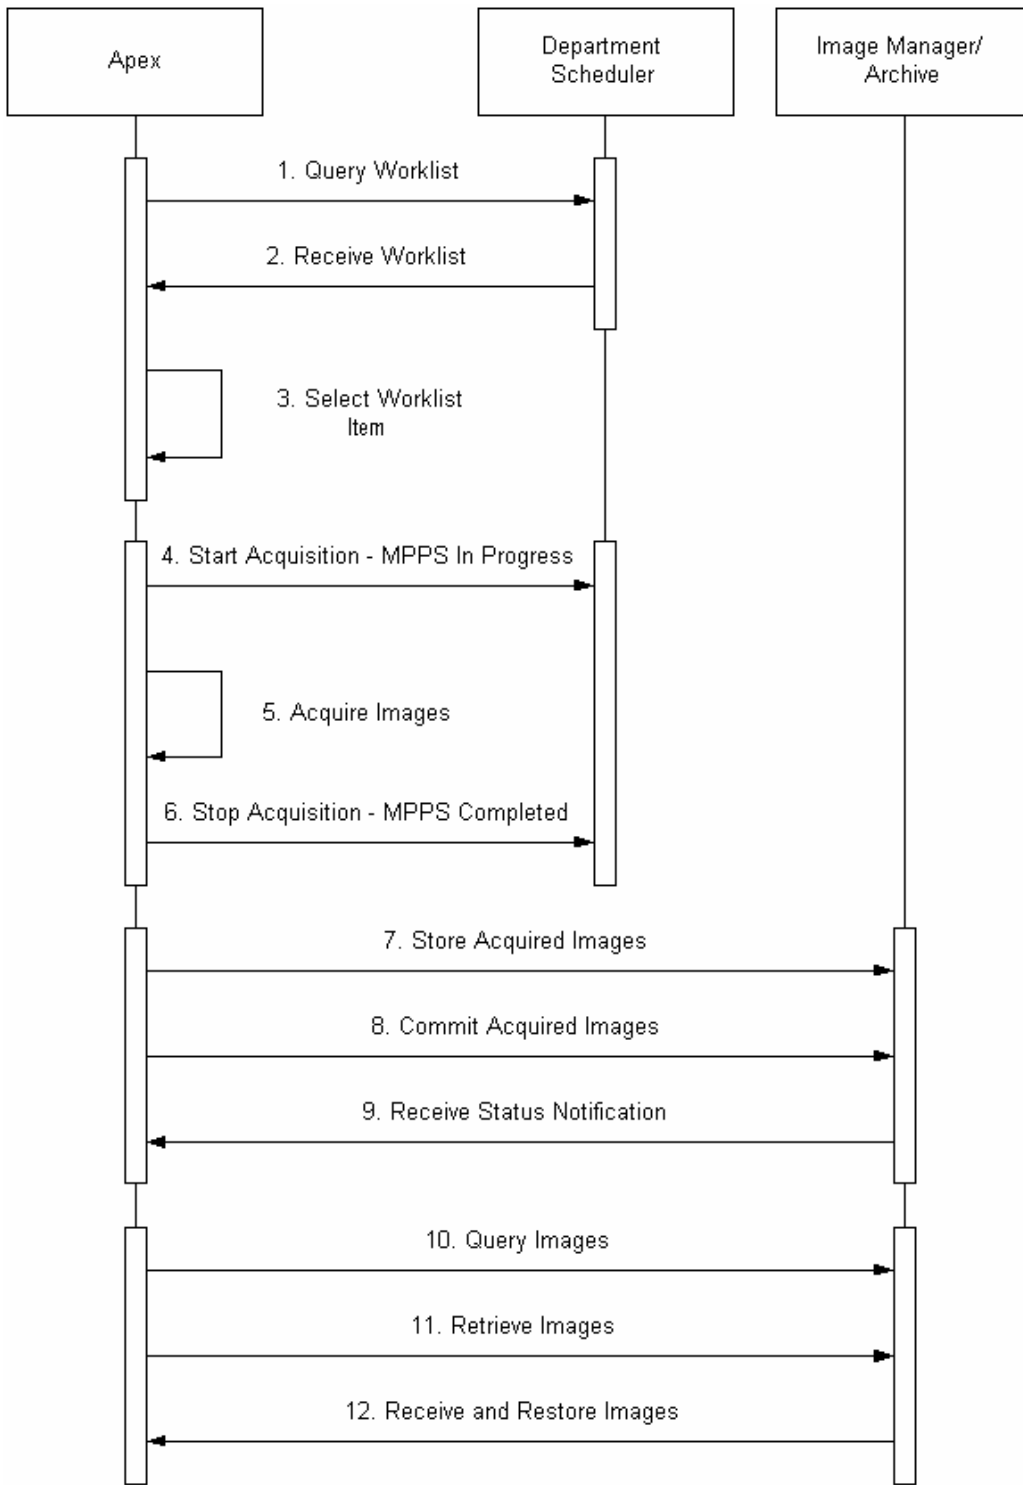 Apex
Department
Scheduler
Image Manager/
Archive
1. Query Worklist
2. Receive Worklist
3. Select Worklist
Item
4. Start Acquisition - MPPS In Progress
5. Acquire Images
6. Stop Acquisition - MPPS Completed
7. Store Acquired Images
8. Commit Acquired Images
9. Receive Status Notification
10. Query Images
11. Retrieve Images
12. Receive and Restore Images